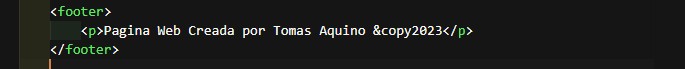 <footer>
<p>Pagina Web Creada por Tomas Aquino &copy2023</p>
</footer>